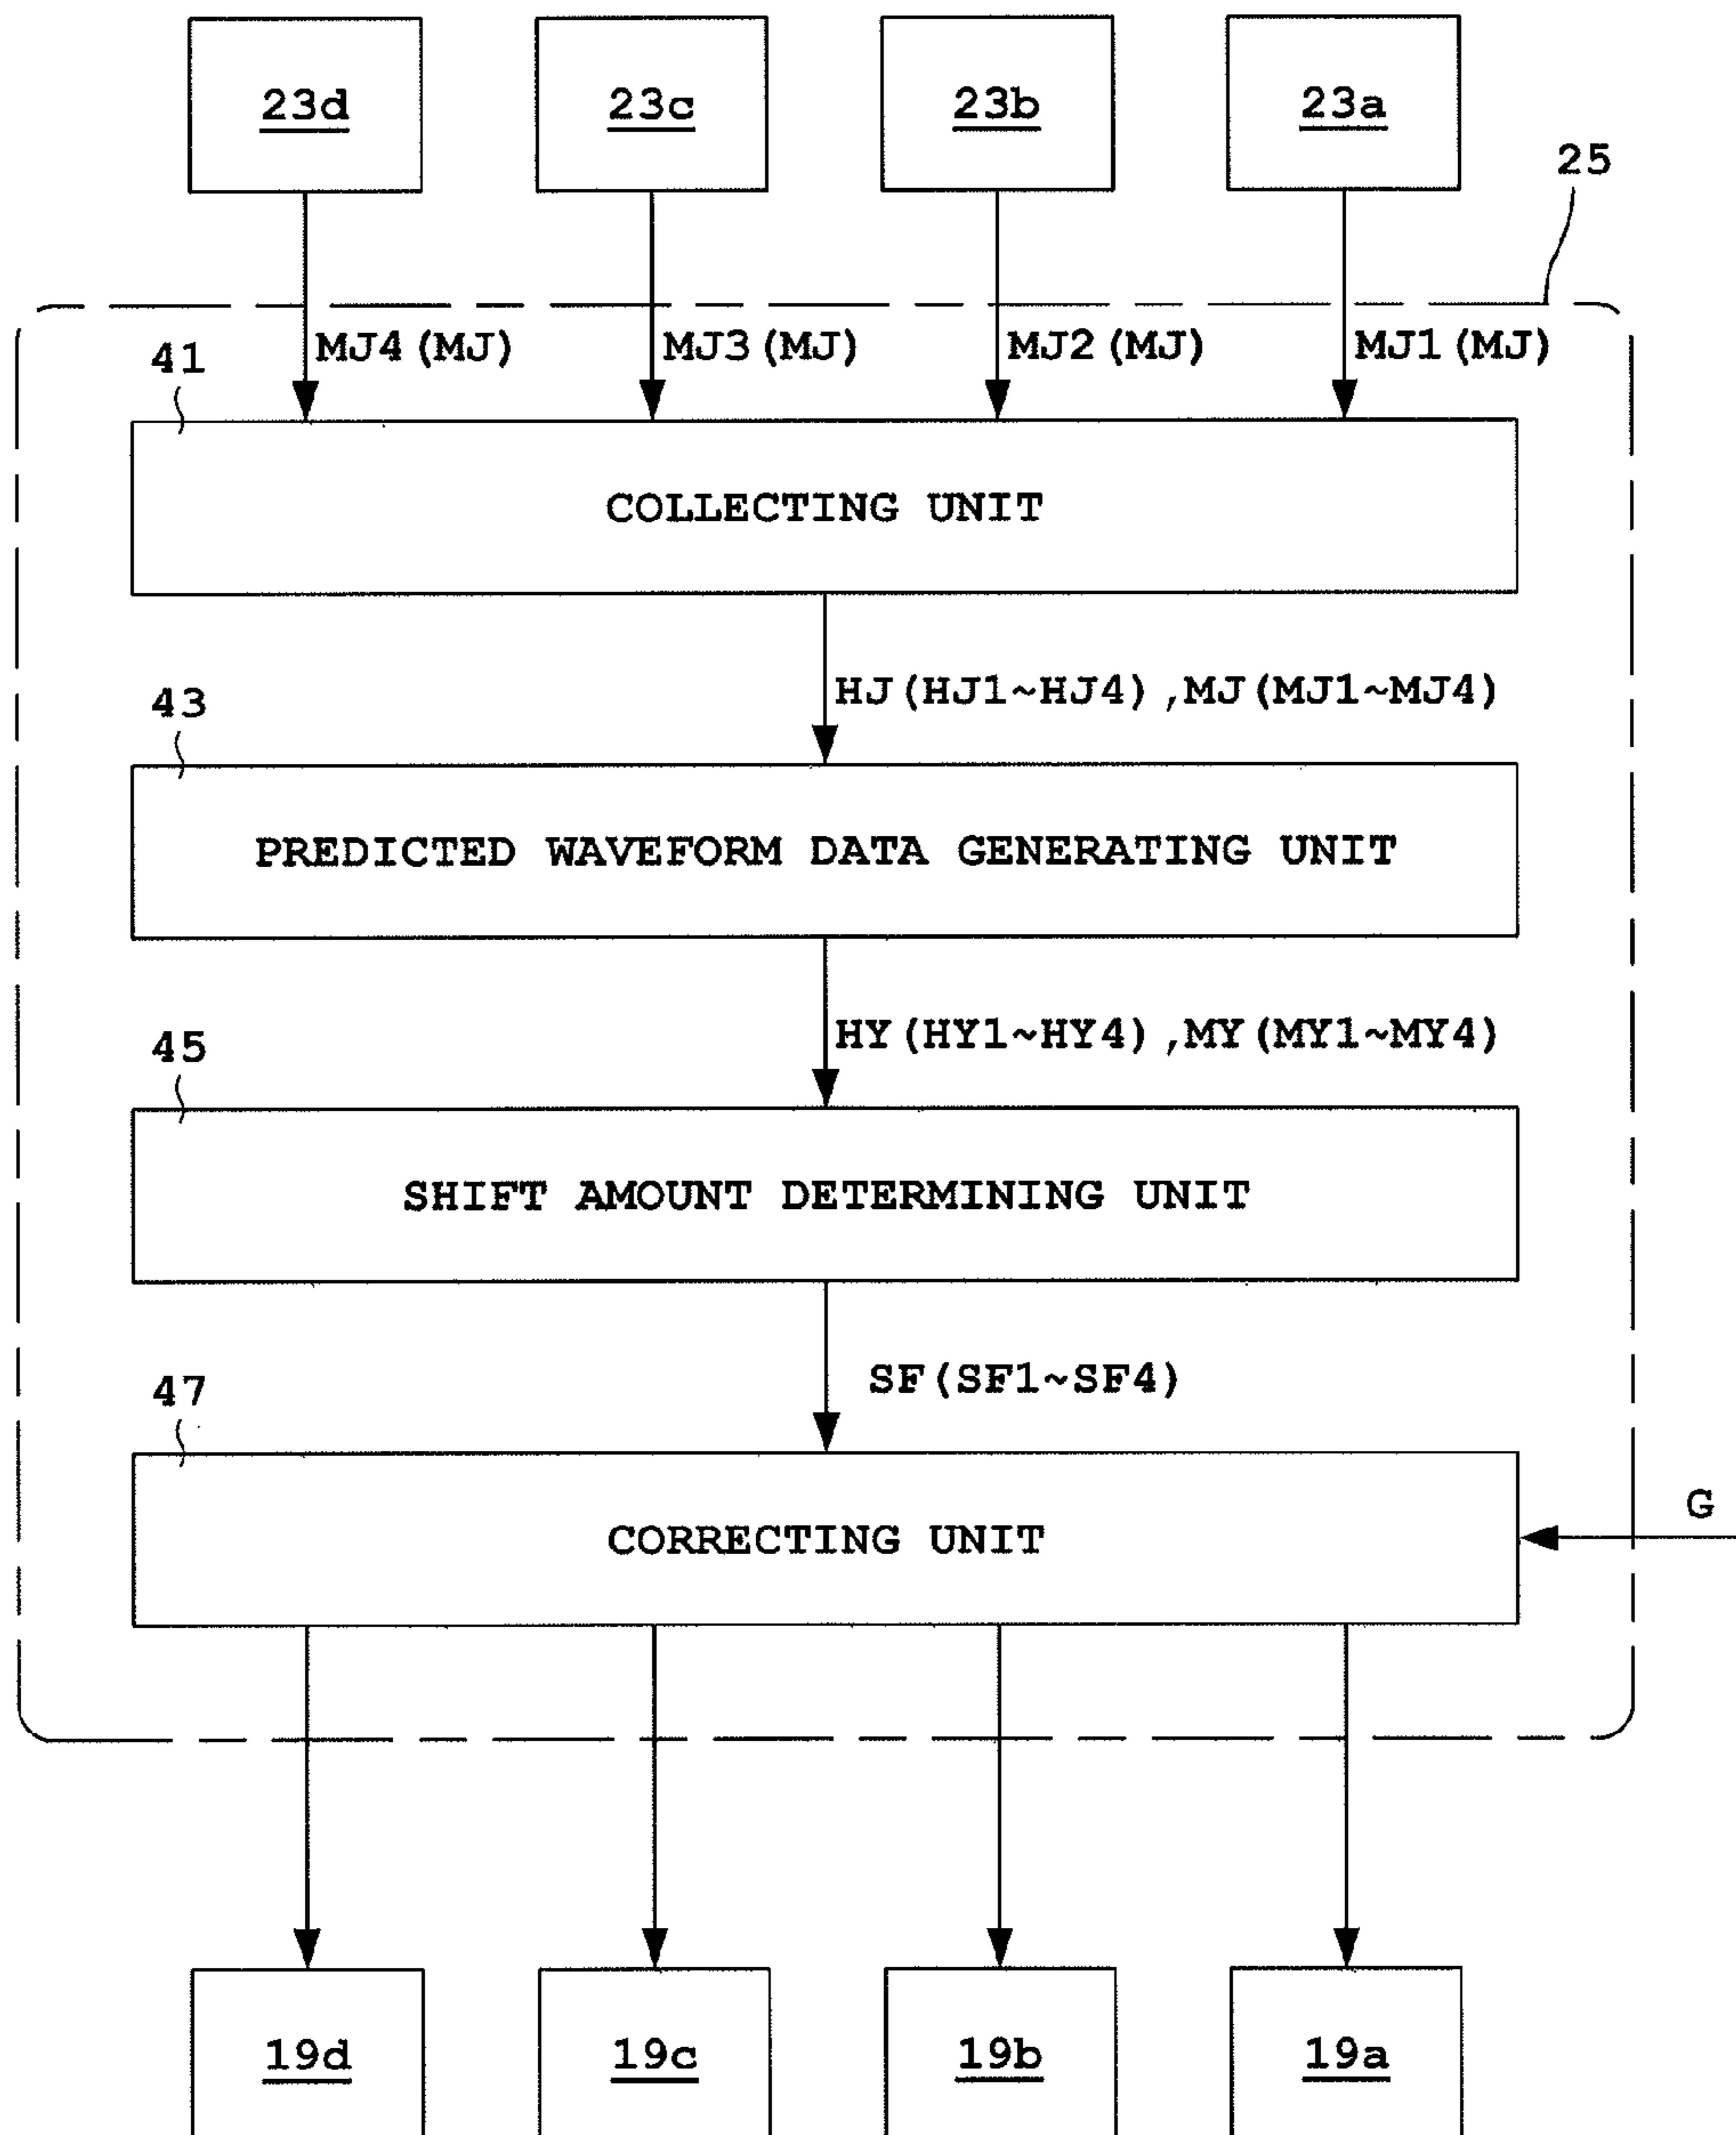 23d 23c 23b 23a
25
MJ4(MJ) MJ3(MJ) MJ2(MJ) MJ1(MJ)
41
COLLECTING UNIT
HJ(HJ1~HJ4),MJ(MJ1~MJ4)
43
PREDICTED WAVEFORM DATA GENERATING UNIT
HY(HY1~HY4),MY(MY1~MY4)
45
SHIFT AMOUNT DETERMINING UNIT
SF(SF1~SF4)
47
G
CORRECTING UNIT
19d 19c 19b 19a